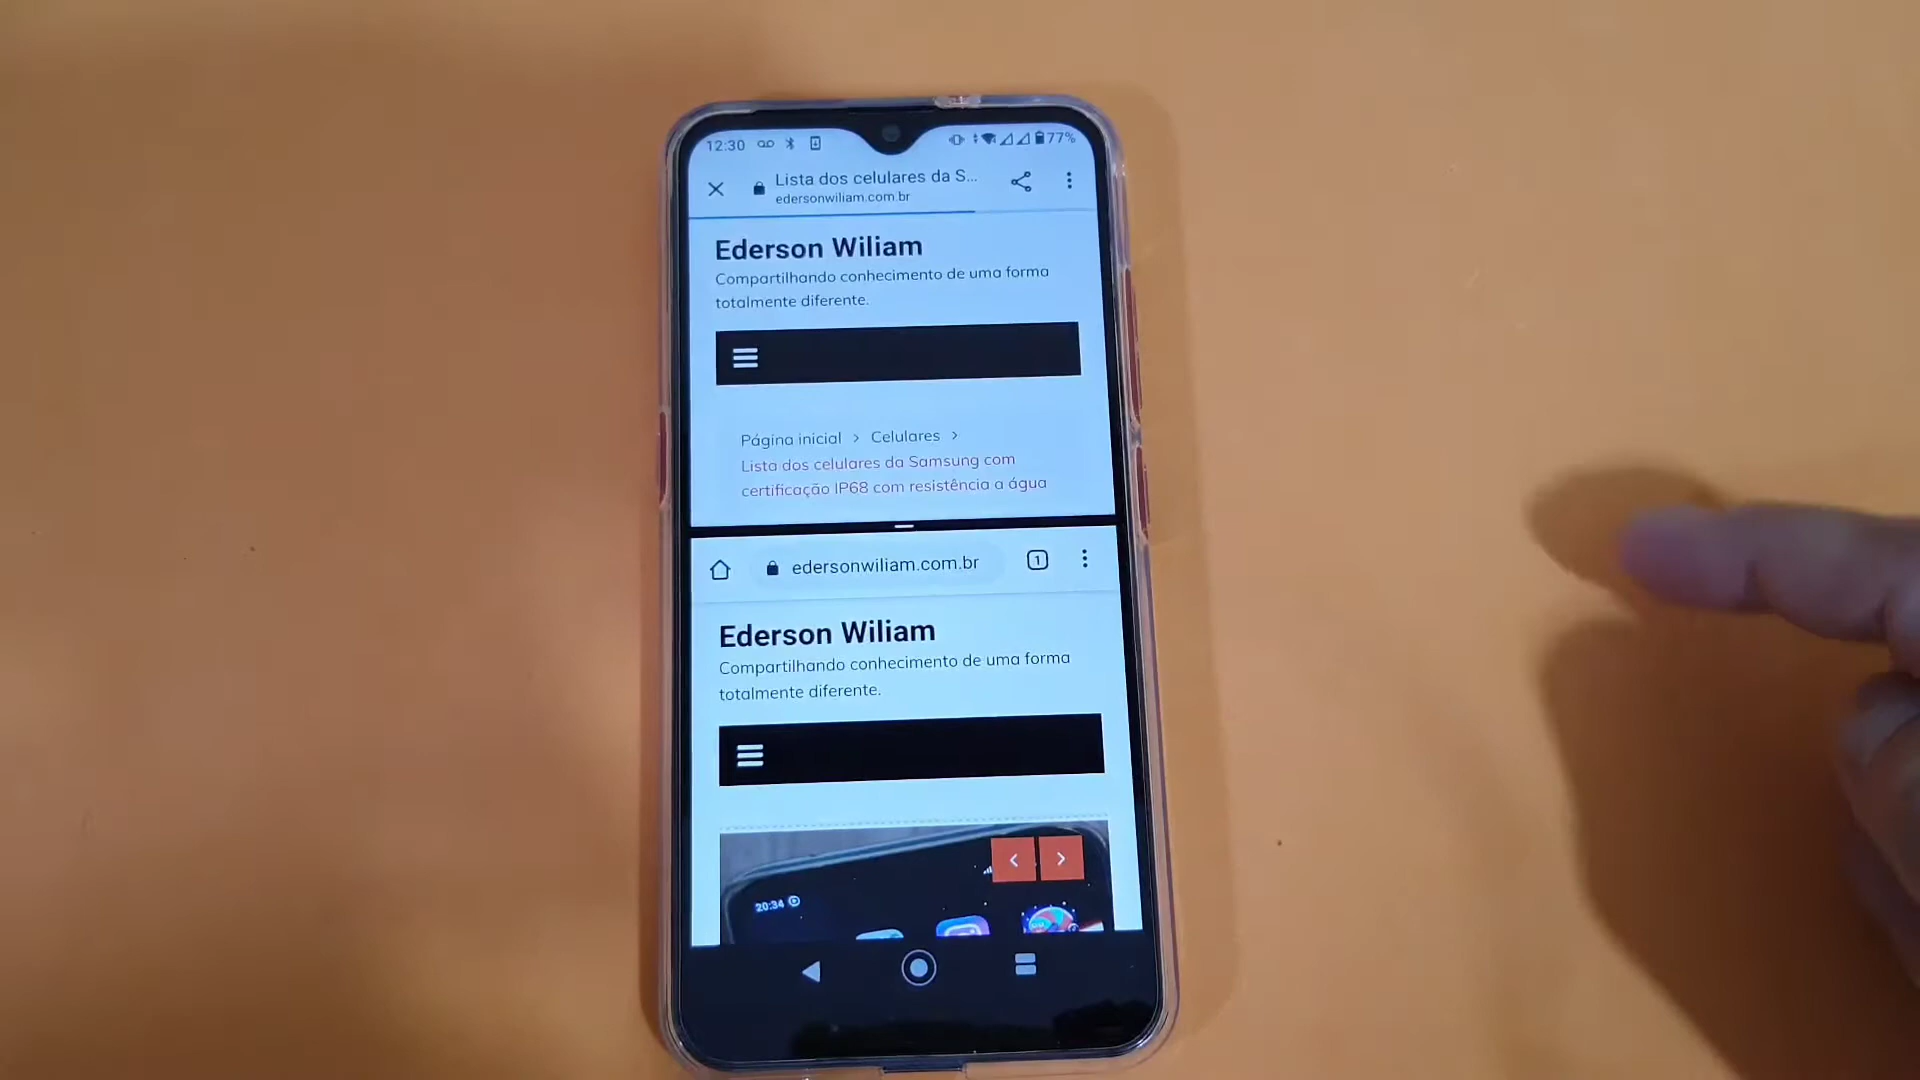 12:30 77%
Lista dos celulares da S...
edersonwiliam.com.br
Ederson Wiliam
Compartilhando conhecimento de uma forma
totalmente diferente.
Página inicial > Celulares >
Lista dos celulares da Samsung com
certificação IP68 com resistência a água
edersonwiliam.com.br 1
Ederson Wiliam
Compartilhando conhecimento de uma forma
totalmente diferente.
20:34